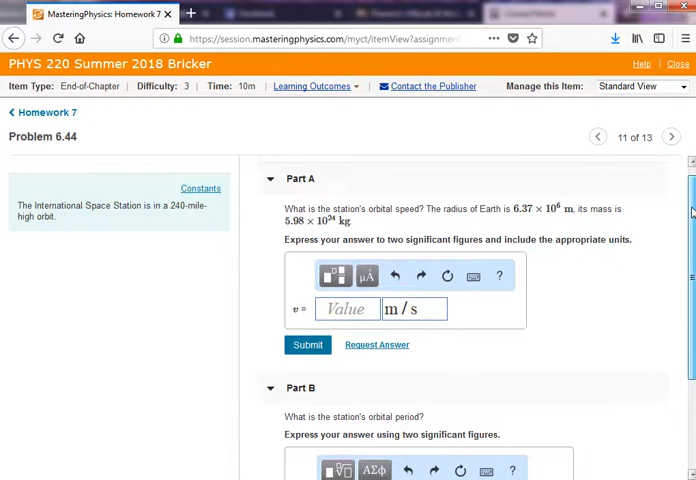 MasteringPhysics: Homework 7
https://session.masteringphysics.com/myct/itemView?assignment
PHYS 220 Summer 2018 Bricker
Help
Close
Item Type: End-of-Chapter
Difficulty: 3
Time: 10m
Learning Outcomes
Contact the Publisher
Manage this Item:
Standard View
Homework 7
Problem 6.44
11 of 13
Constants
The International Space Station is in a 240-mile-
high orbit.
Part A
What is the station's orbital speed? The radius of Earth is 6.37 × 10⁶ m, its mass is
5.98 × 10²⁴ kg.
Express your answer to two significant figures and include the appropriate units.
μÅ
?
v =
Value
m / s
Submit
Request Answer
Part B
What is the station's orbital period?
Express your answer using two significant figures.
ΑΣφ
?